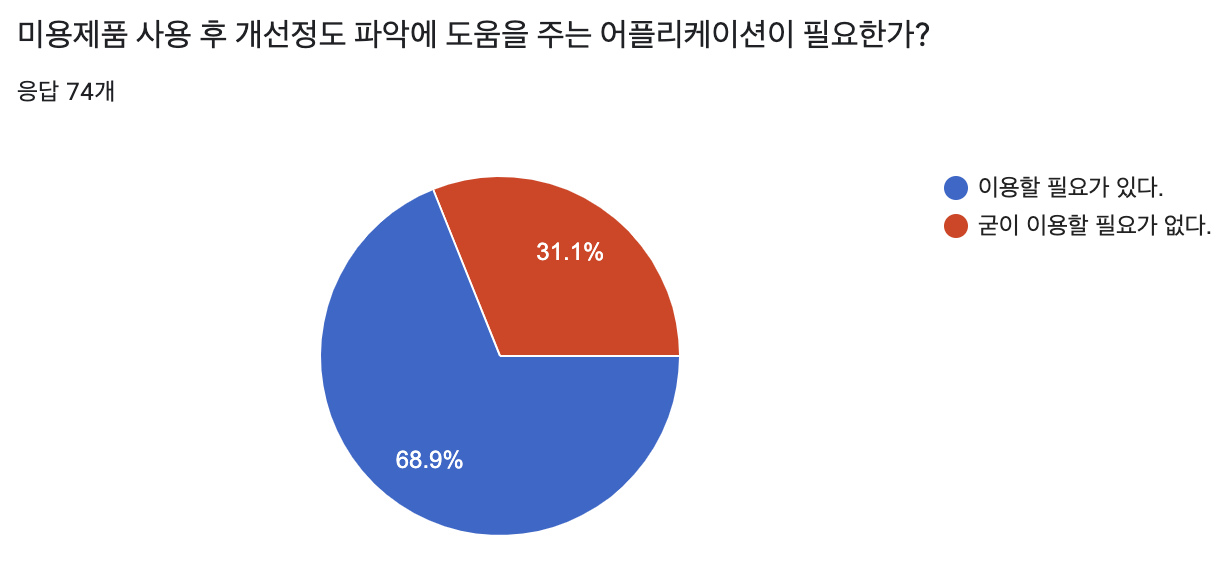 미용제품 사용 후 개선정도 파악에 도움을 주는 어플리케이션이 필요한가?
응답 74개
이용할 필요가 있다.
굳이 이용할 필요가 없다.
31.1%
68.9%